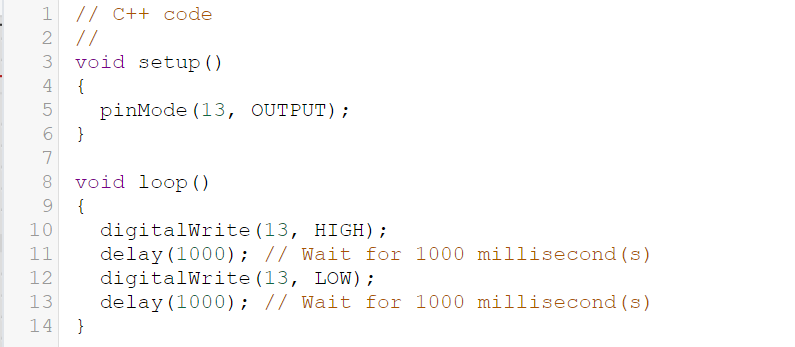 1 // C++ code
2 //
3 void setup()
4 {
5   pinMode(13, OUTPUT);
6 }
7
8 void loop()
9 {
10   digitalWrite(13, HIGH);
11   delay(1000); // Wait for 1000 millisecond(s)
12   digitalWrite(13, LOW);
13   delay(1000); // Wait for 1000 millisecond(s)
14 }